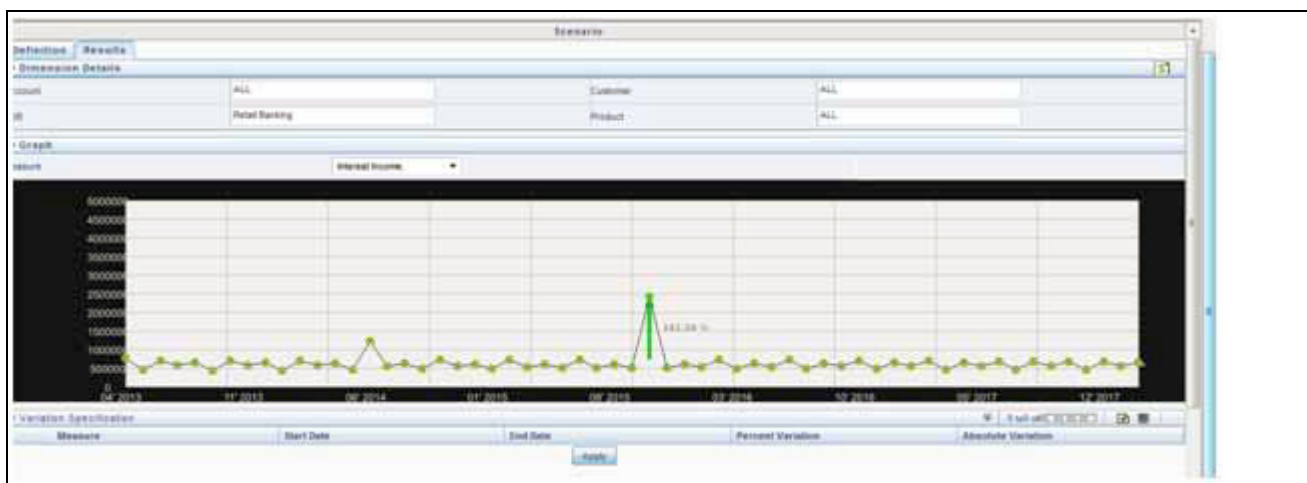 Scenario
Definition Results
Dimension Details
ccount ALL Customer ALL
Retail Banking Product ALL
Graph
easure Interest Income
5000000
4500000
4000000
3500000
3000000
2500000
2000000
1500000
1000000
500000
0
04' 2013 11' 2013 06' 2014 01' 2015 08' 2015 03' 2016 10' 2016 05' 2017 12' 2017
Variation Specification
Measure Start Date End Date Percent Variation Absolute Variation
Apply